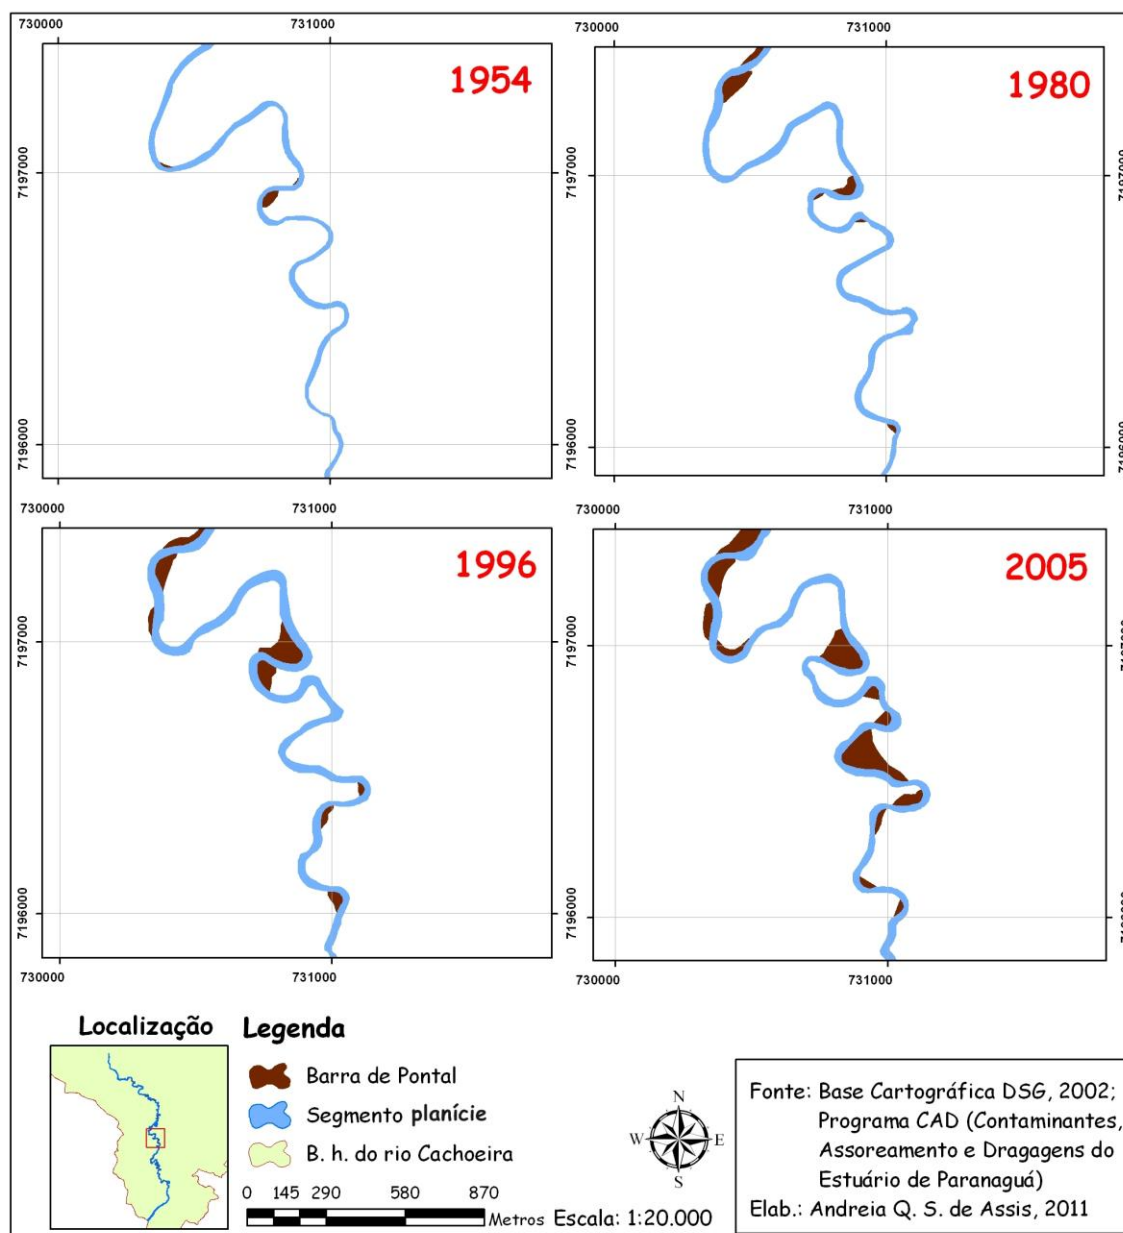 730000
731000
730000
731000
1954
1980
7197000
7197000
7197000
7196000
7196000
7196000
730000
731000
730000
731000
1996
2005
7197000
7197000
7196000
7196000
730000
731000
730000
731000
Localização
Legenda
Barra de Pontal
Segmento planície
B. h. do rio Cachoeira
0 145 290 580 870
Metros Escala: 1:20.000
N
W E
S
Fonte: Base Cartográfica DSG, 2002;
Programa CAD (Contaminantes,
Assoreamento e Dragagens do
Estuário de Paranaguá)
Elab.: Andreia Q. S. de Assis, 2011